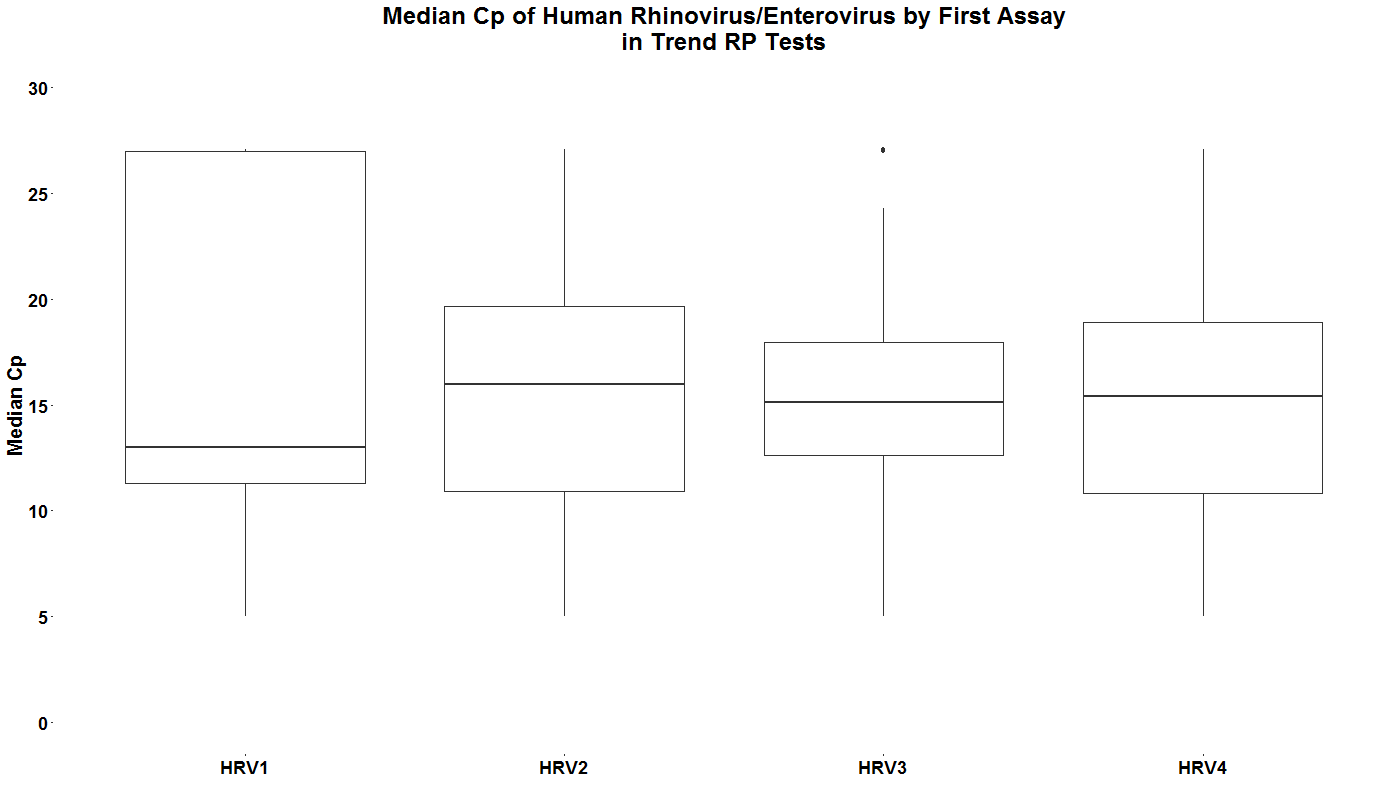 Median Cp of Human Rhinovirus/Enterovirus by First Assay
in Trend RP Tests
Median Cp
30
25
20
15
10
5
0
HRV1 HRV2 HRV3 HRV4